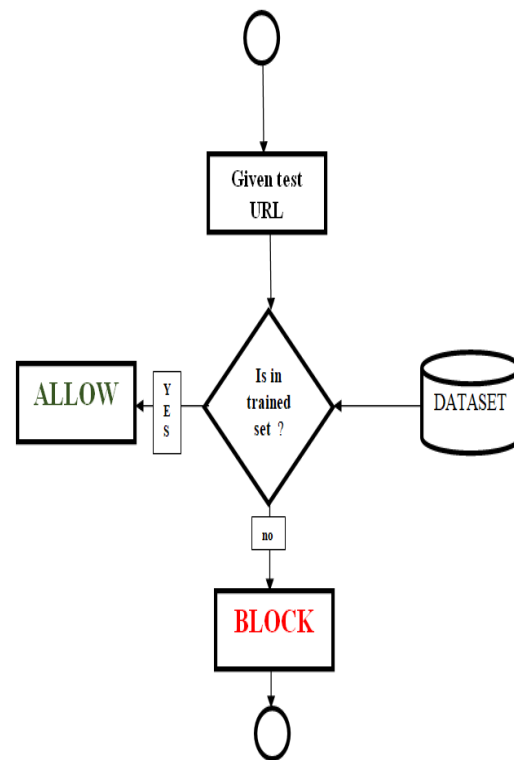 Given test
URL
Is in
trained
set ?
ALLOW
Y
E
S
DATASET
no
BLOCK